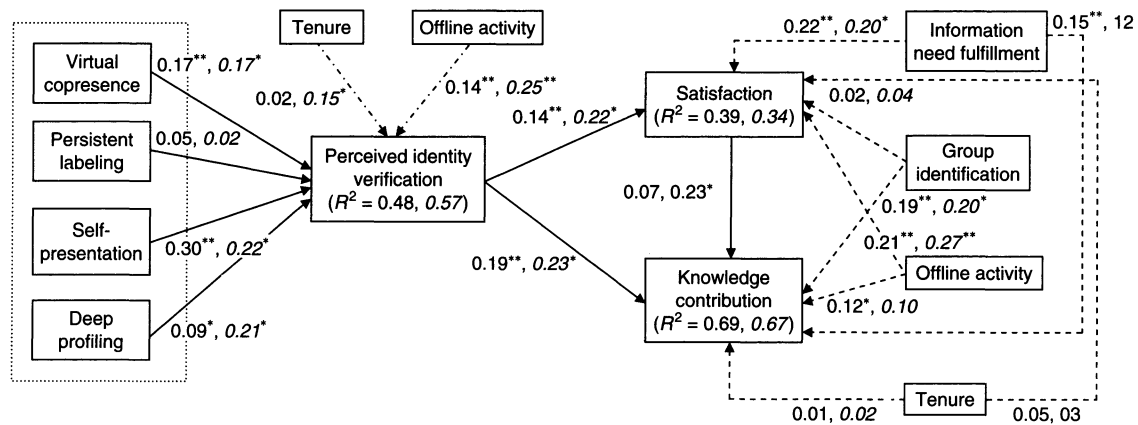 Virtual
copresence
Persistent
labeling
Self-
presentation
Deep
profiling
0.17**, 0.17*
0.05, 0.02
0.30**, 0.22*
0.09*, 0.21*
Tenure
Offline activity
0.02, 0.15*
0.14**, 0.25**
Perceived identity
verification
(R² = 0.48, 0.57)
0.14**, 0.22*
0.19**, 0.23*
Satisfaction
(R² = 0.39, 0.34)
0.07, 0.23*
Knowledge
contribution
(R² = 0.69, 0.67)
0.22**, 0.20*
Information
need fulfillment
0.15**, 12
0.02, 0.04
Group
identification
0.19**, 0.20*
0.21**, 0.27**
Offline activity
0.12*, 0.10
Tenure
0.01, 0.02
0.05, 03